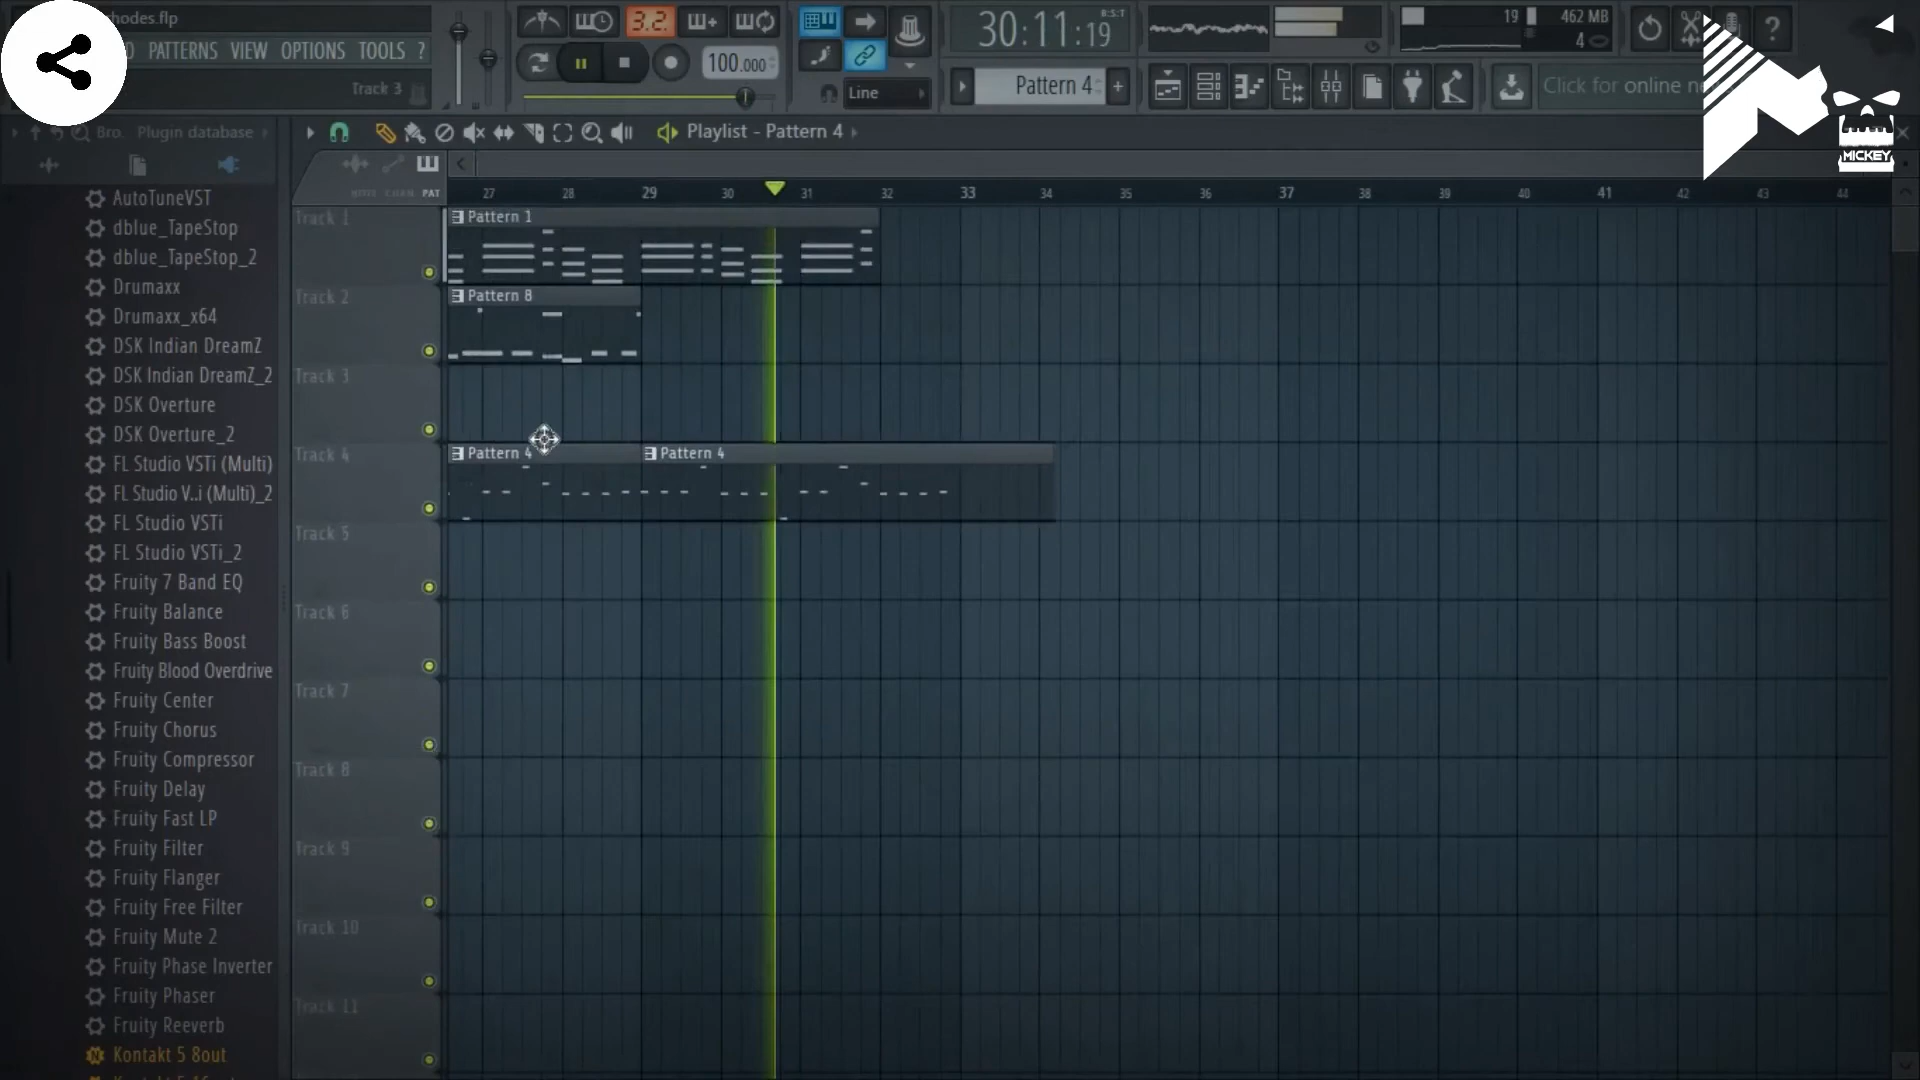 hodes.flp
PATTERNS VIEW OPTIONS TOOLS ?
Track 3
3.2.
100.000
Line
30:11:19
B:S:T
Pattern 4
+
19
462 MB
4
?
Click for online ne
MICKEY
Bro. Plugin database
Playlist - Pattern 4
NOTE CHAN PAT
27 28 29 30 31 32 33 34 35 36 37 38 39 40 41 42 43 44
AutoTuneVST
dblue_TapeStop
dblue_TapeStop_2
Drumaxx
Drumaxx_x64
DSK Indian DreamZ
DSK Indian DreamZ_2
DSK Overture
DSK Overture_2
FL Studio VSTi (Multi)
FL Studio V..i (Multi)_2
FL Studio VSTi
FL Studio VSTi_2
Fruity 7 Band EQ
Fruity Balance
Fruity Bass Boost
Fruity Blood Overdrive
Fruity Center
Fruity Chorus
Fruity Compressor
Fruity Delay
Fruity Fast LP
Fruity Filter
Fruity Flanger
Fruity Free Filter
Fruity Mute 2
Fruity Phase Inverter
Fruity Phaser
Fruity Reeverb
Kontakt 5 8out
Track 1
Pattern 1
Track 2
Pattern 8
Track 3
Track 4
Pattern 4
Pattern 4
Track 5
Track 6
Track 7
Track 8
Track 9
Track 10
Track 11